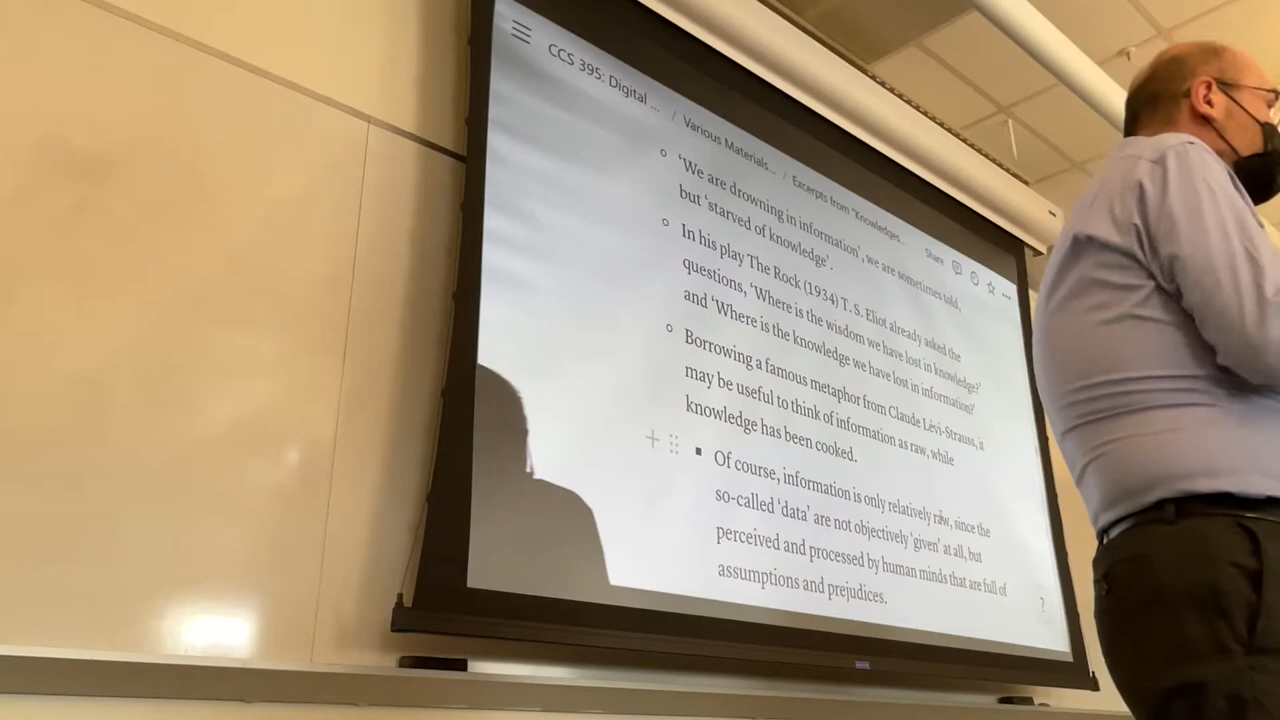 CCS 395: Digital ... / Various Materials... / Excerpts from "Knowledges...
Share
'We are drowning in information', we are sometimes told,
but 'starved of knowledge'.
In his play The Rock (1934) T. S. Eliot already asked the
questions, 'Where is the wisdom we have lost in knowledge?'
and 'Where is the knowledge we have lost in information?'
Borrowing a famous metaphor from Claude Lévi-Strauss, it
may be useful to think of information as raw, while
knowledge has been cooked.
Of course, information is only relatively raw, since the
so-called 'data' are not objectively 'given' at all, but
perceived and processed by human minds that are full of
assumptions and prejudices.
?